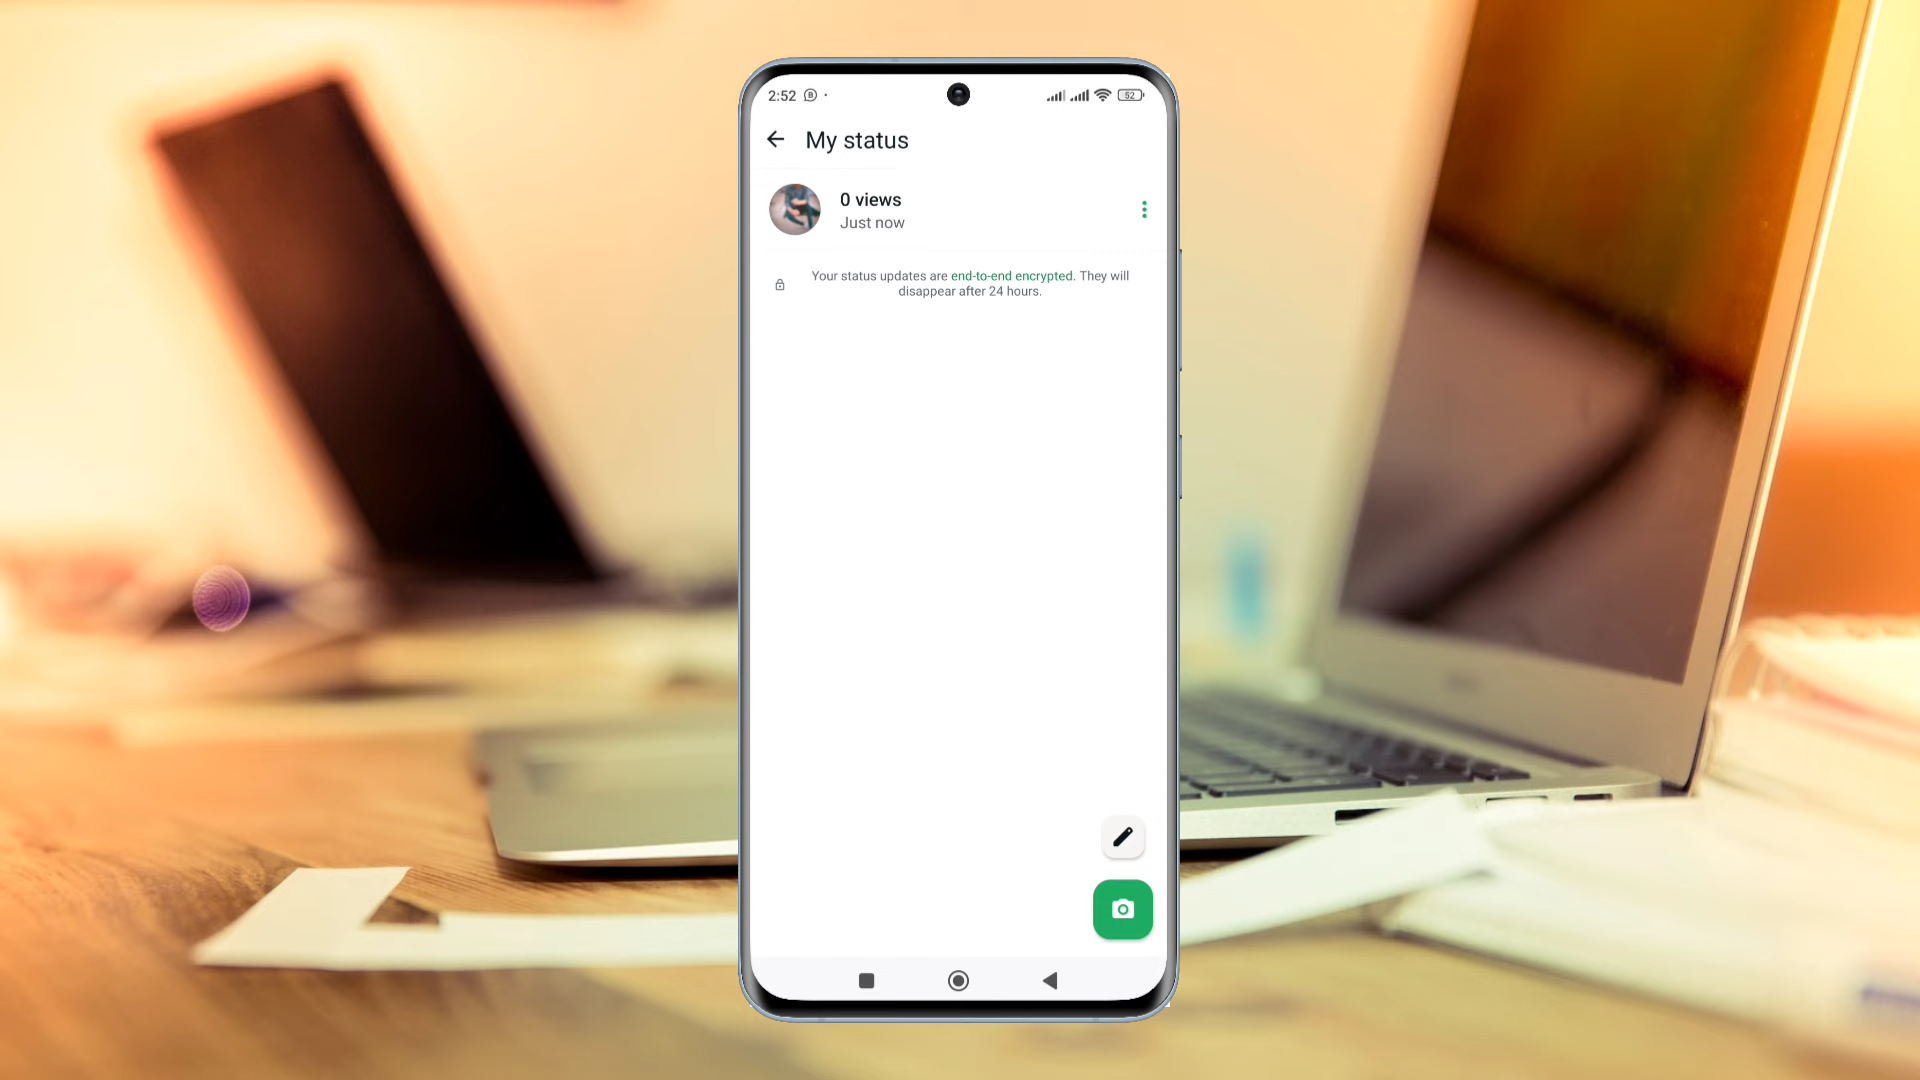 2:52
52
My status
0 views
Just now
Your status updates are end-to-end encrypted. They will
disappear after 24 hours.